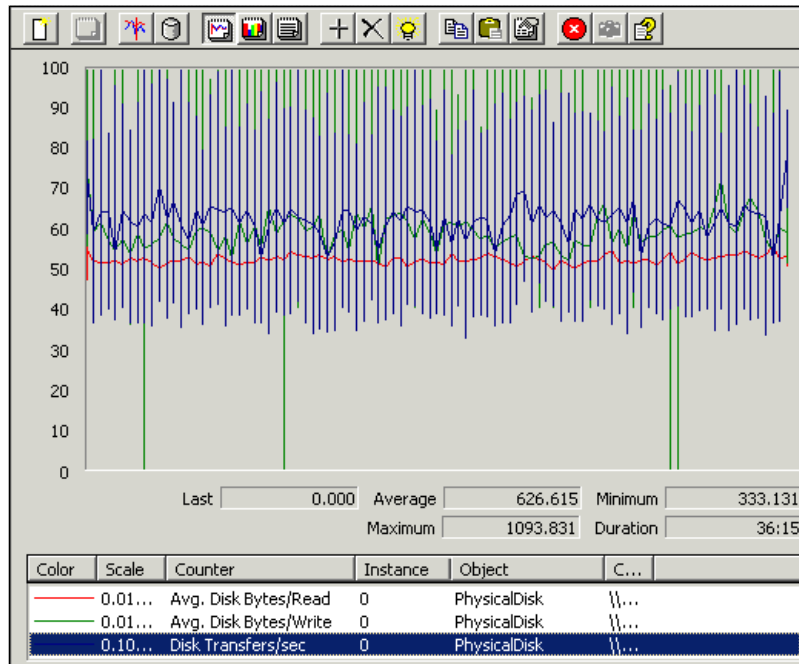 100
90
80
70
60
50
40
30
20
10
0
Last 0.000 Average 626.615 Minimum 333.131
Maximum 1093.831 Duration 36:15
Color Scale Counter Instance Object C...
0.01... Avg. Disk Bytes/Read 0 PhysicalDisk \\...
0.01... Avg. Disk Bytes/Write 0 PhysicalDisk \\...
0.10... Disk Transfers/sec 0 PhysicalDisk \\...